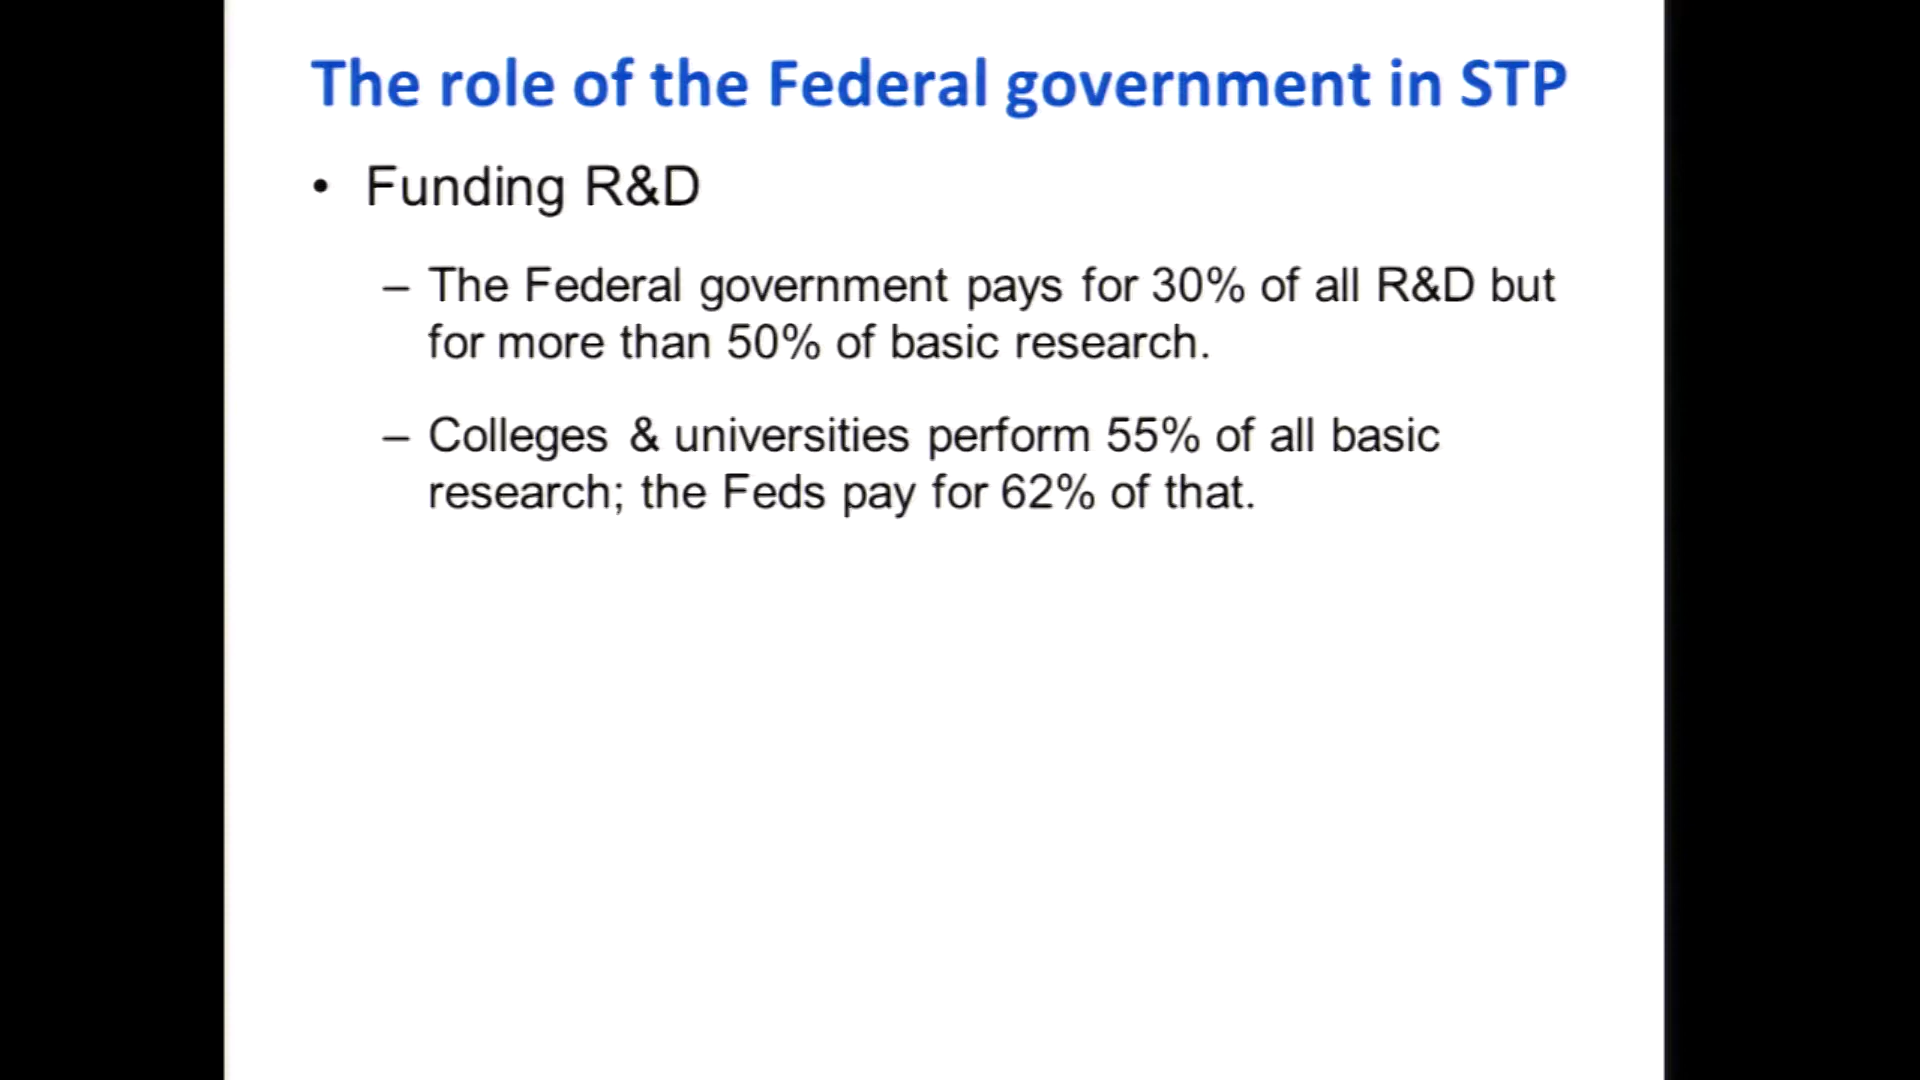 The role of the Federal government in STP
• Funding R&D
– The Federal government pays for 30% of all R&D but
for more than 50% of basic research.
– Colleges & universities perform 55% of all basic
research; the Feds pay for 62% of that.